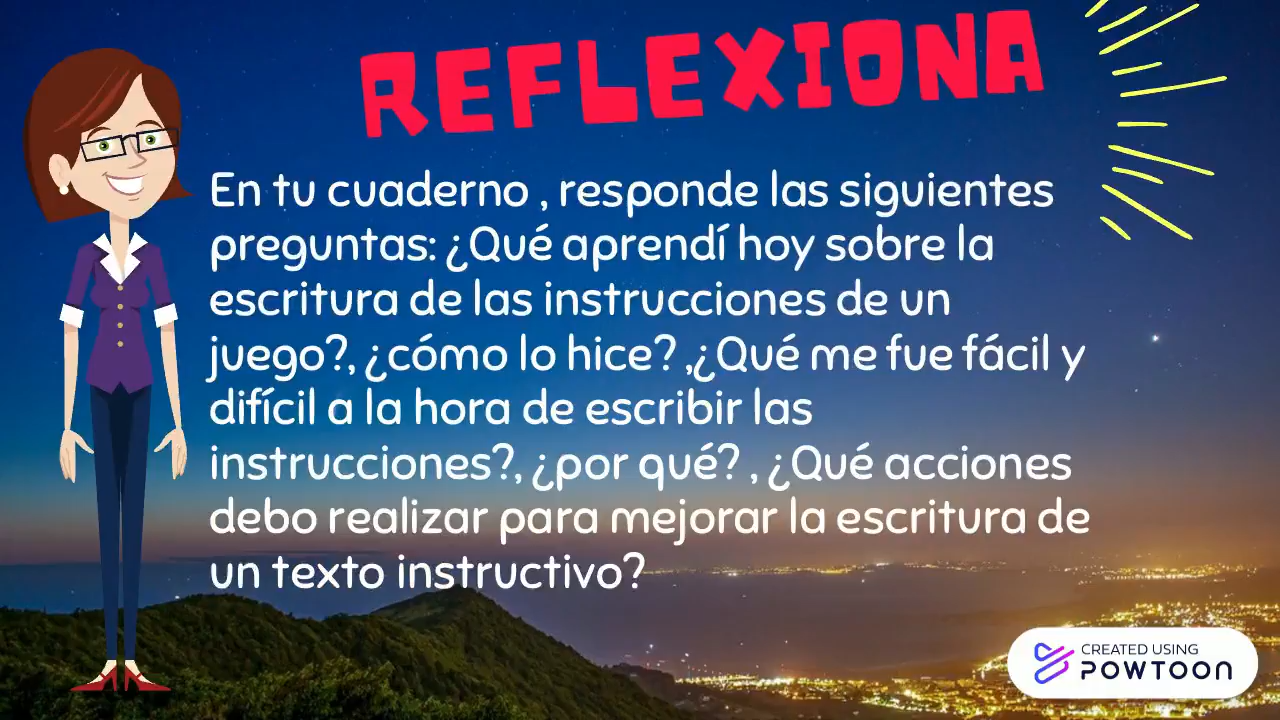 REFLEXIONA
En tu cuaderno , responde las siguientes
preguntas: ¿Qué aprendí hoy sobre la
escritura de las instrucciones de un
juego?, ¿cómo lo hice? ,¿Qué me fue fácil y
difícil a la hora de escribir las
instrucciones?, ¿por qué? , ¿Qué acciones
debo realizar para mejorar la escritura de
un texto instructivo?
CREATED USING
POWTOON